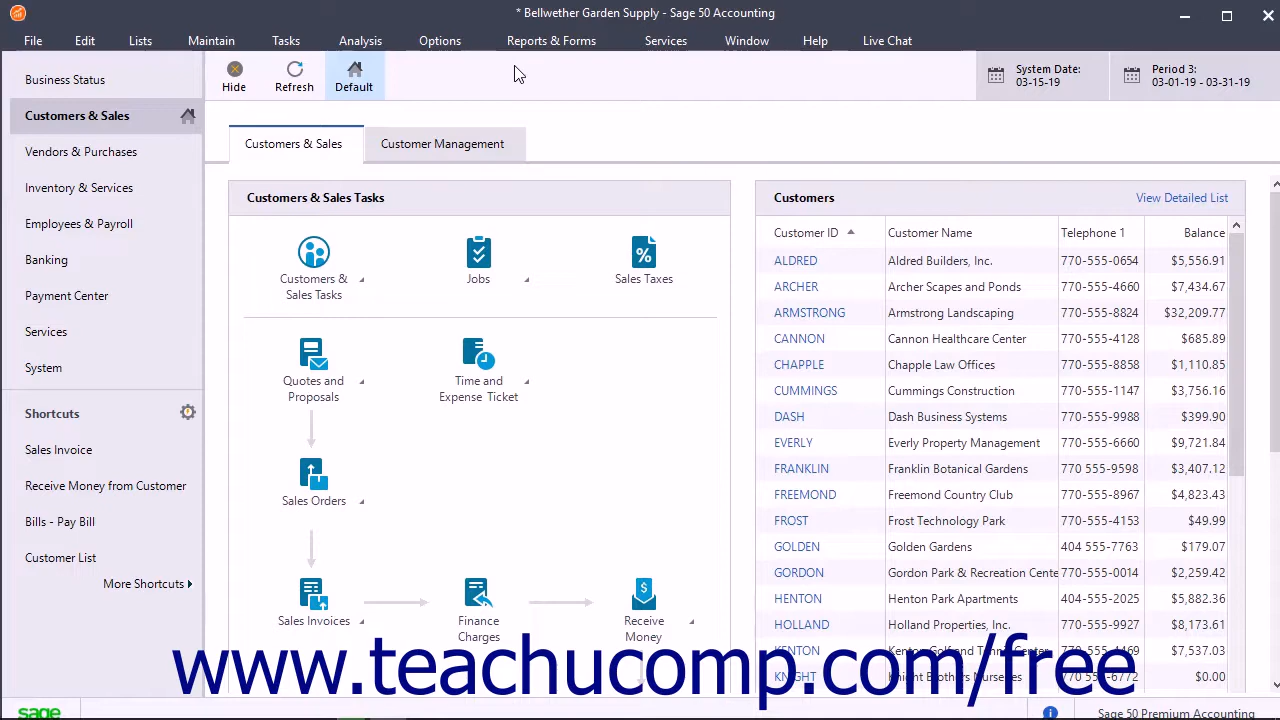 * Bellwether Garden Supply - Sage 50 Accounting
File Edit Lists Maintain Tasks Analysis Options Reports & Forms Services Window Help Live Chat
Hide Refresh Default
System Date:
03-15-19
Period 3:
03-01-19 - 03-31-19
Business Status
Customers & Sales
Vendors & Purchases
Inventory & Services
Employees & Payroll
Banking
Payment Center
Services
System
Shortcuts
Sales Invoice
Receive Money from Customer
Bills - Pay Bill
Customer List
More Shortcuts
Customers & Sales Customer Management
Customers & Sales Tasks
Customers &
Sales Tasks
Jobs
Sales Taxes
Quotes and
Proposals
Time and
Expense Ticket
Sales Orders
Sales Invoices
Finance
Charges
Receive
Money
Customers View Detailed List
Customer ID Customer Name Telephone 1 Balance
ALDRED Aldred Builders, Inc. 770-555-0654 $5,556.91
ARCHER Archer Scapes and Ponds 770-555-4660 $7,434.67
ARMSTRONG Armstrong Landscaping 770-555-8824 $32,209.77
CANNON Cannon Healthcare Center 770-555-4128 $685.89
CHAPPLE Chapple Law Offices 770-555-8858 $1,110.85
CUMMINGS Cummings Construction 770-555-1147 $3,756.16
DASH Dash Business Systems 770-555-9988 $399.90
EVERLY Everly Property Management 770-555-6660 $9,721.84
FRANKLIN Franklin Botanical Gardens 770 555-9598 $3,407.12
FREEMOND Freemond Country Club 770-555-8967 $4,823.43
FROST Frost Technology Park 770-555-4153 $49.99
GOLDEN Golden Gardens 404 555-7763 $179.07
GORDON Gordon Park & Recreation Cente 770-555-0014 $2,259.42
HENTON Henton Park Apartments 404-555-2025 $5,882.36
HOLLAND Holland Properties, Inc. 770-555-9927 $8,173.61
KENTON Kenton Golf and Tennis Center $7,537.03
KNIGHT Knight Brothers Nurseries 770-555-6772 $0.00
www.teachucomp.com/free
sage
Sage 50 Premium Accounting